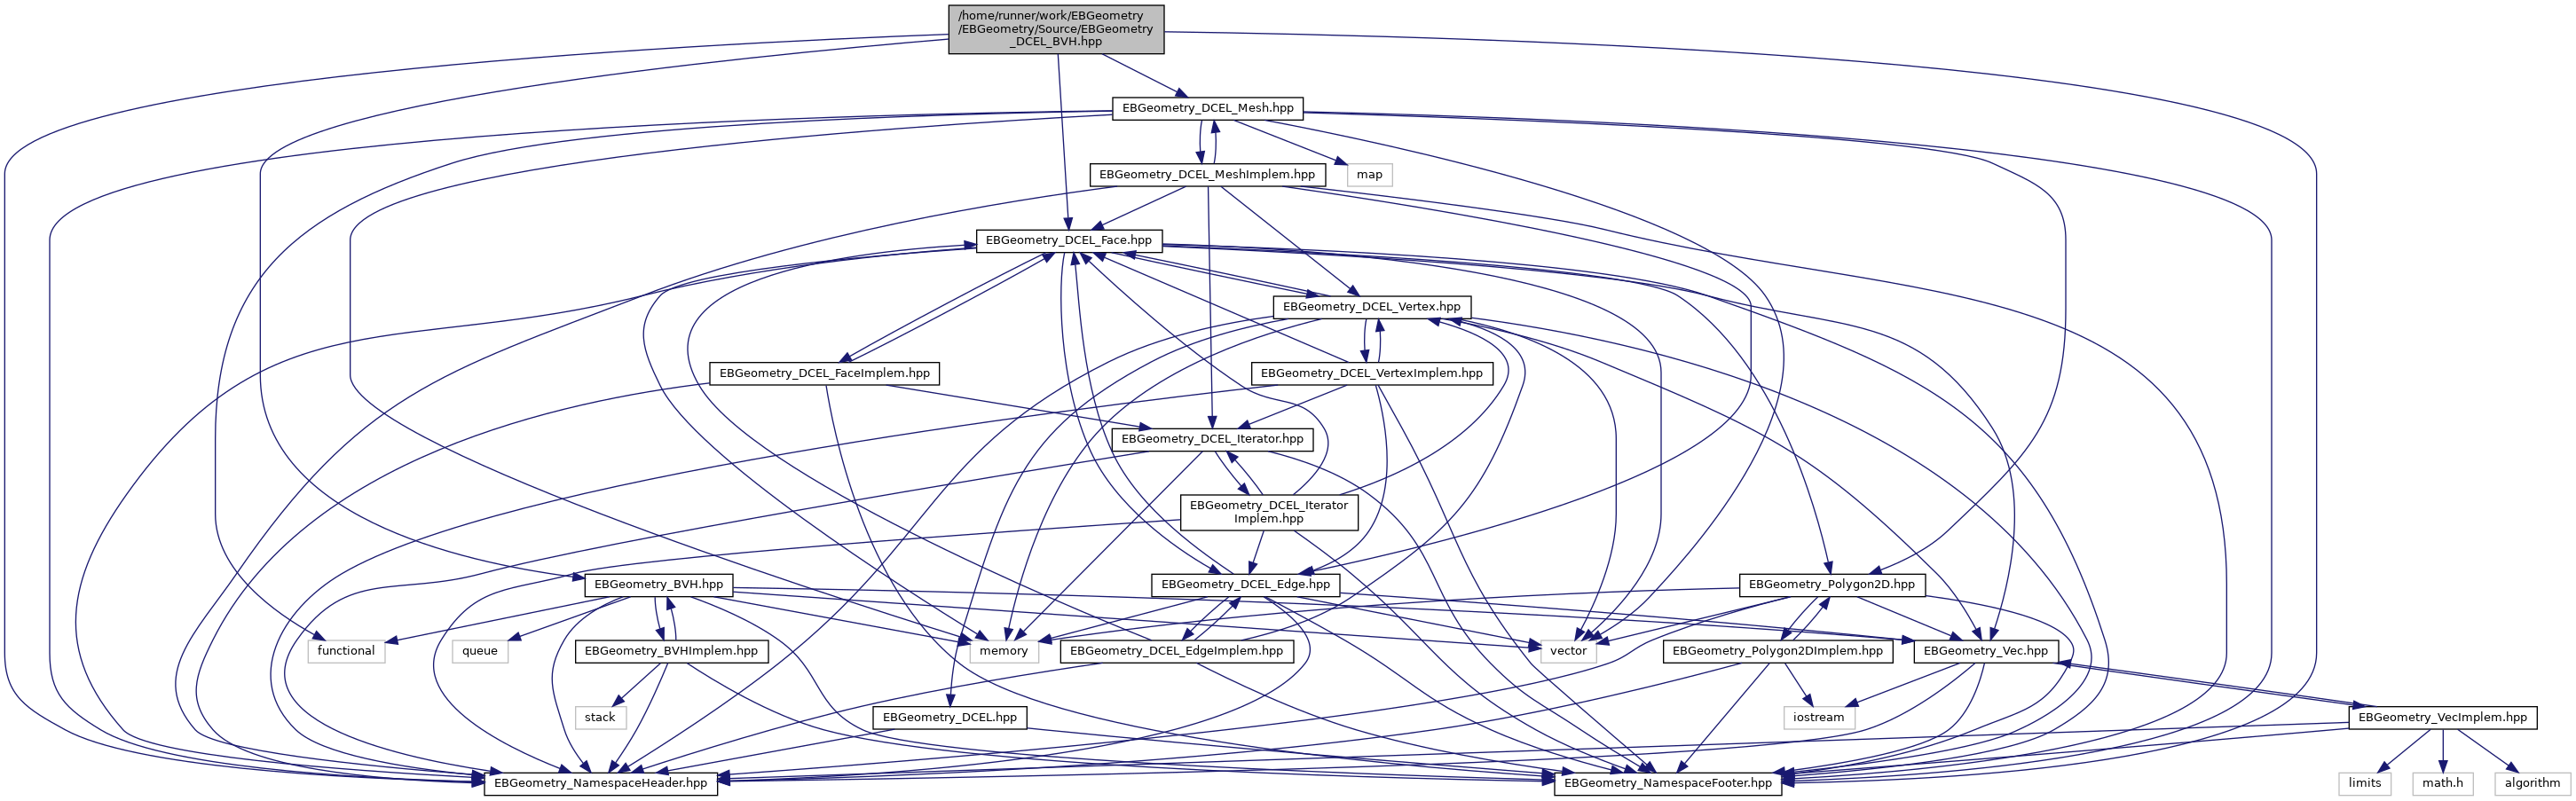 /home/runner/work/EBGeometry
/EBGeometry/Source/EBGeometry
_DCEL_BVH.hpp
EBGeometry_DCEL_Mesh.hpp
EBGeometry_DCEL_MeshImplem.hpp
map
EBGeometry_DCEL_Face.hpp
EBGeometry_DCEL_Vertex.hpp
EBGeometry_DCEL_FaceImplem.hpp
EBGeometry_DCEL_VertexImplem.hpp
EBGeometry_DCEL_Iterator.hpp
EBGeometry_DCEL_Iterator
Implem.hpp
EBGeometry_BVH.hpp
EBGeometry_DCEL_Edge.hpp
EBGeometry_Polygon2D.hpp
functional
queue
EBGeometry_BVHImplem.hpp
memory
EBGeometry_DCEL_EdgeImplem.hpp
vector
EBGeometry_Polygon2DImplem.hpp
EBGeometry_Vec.hpp
stack
EBGeometry_DCEL.hpp
iostream
EBGeometry_VecImplem.hpp
EBGeometry_NamespaceHeader.hpp
EBGeometry_NamespaceFooter.hpp
limits
math.h
algorithm